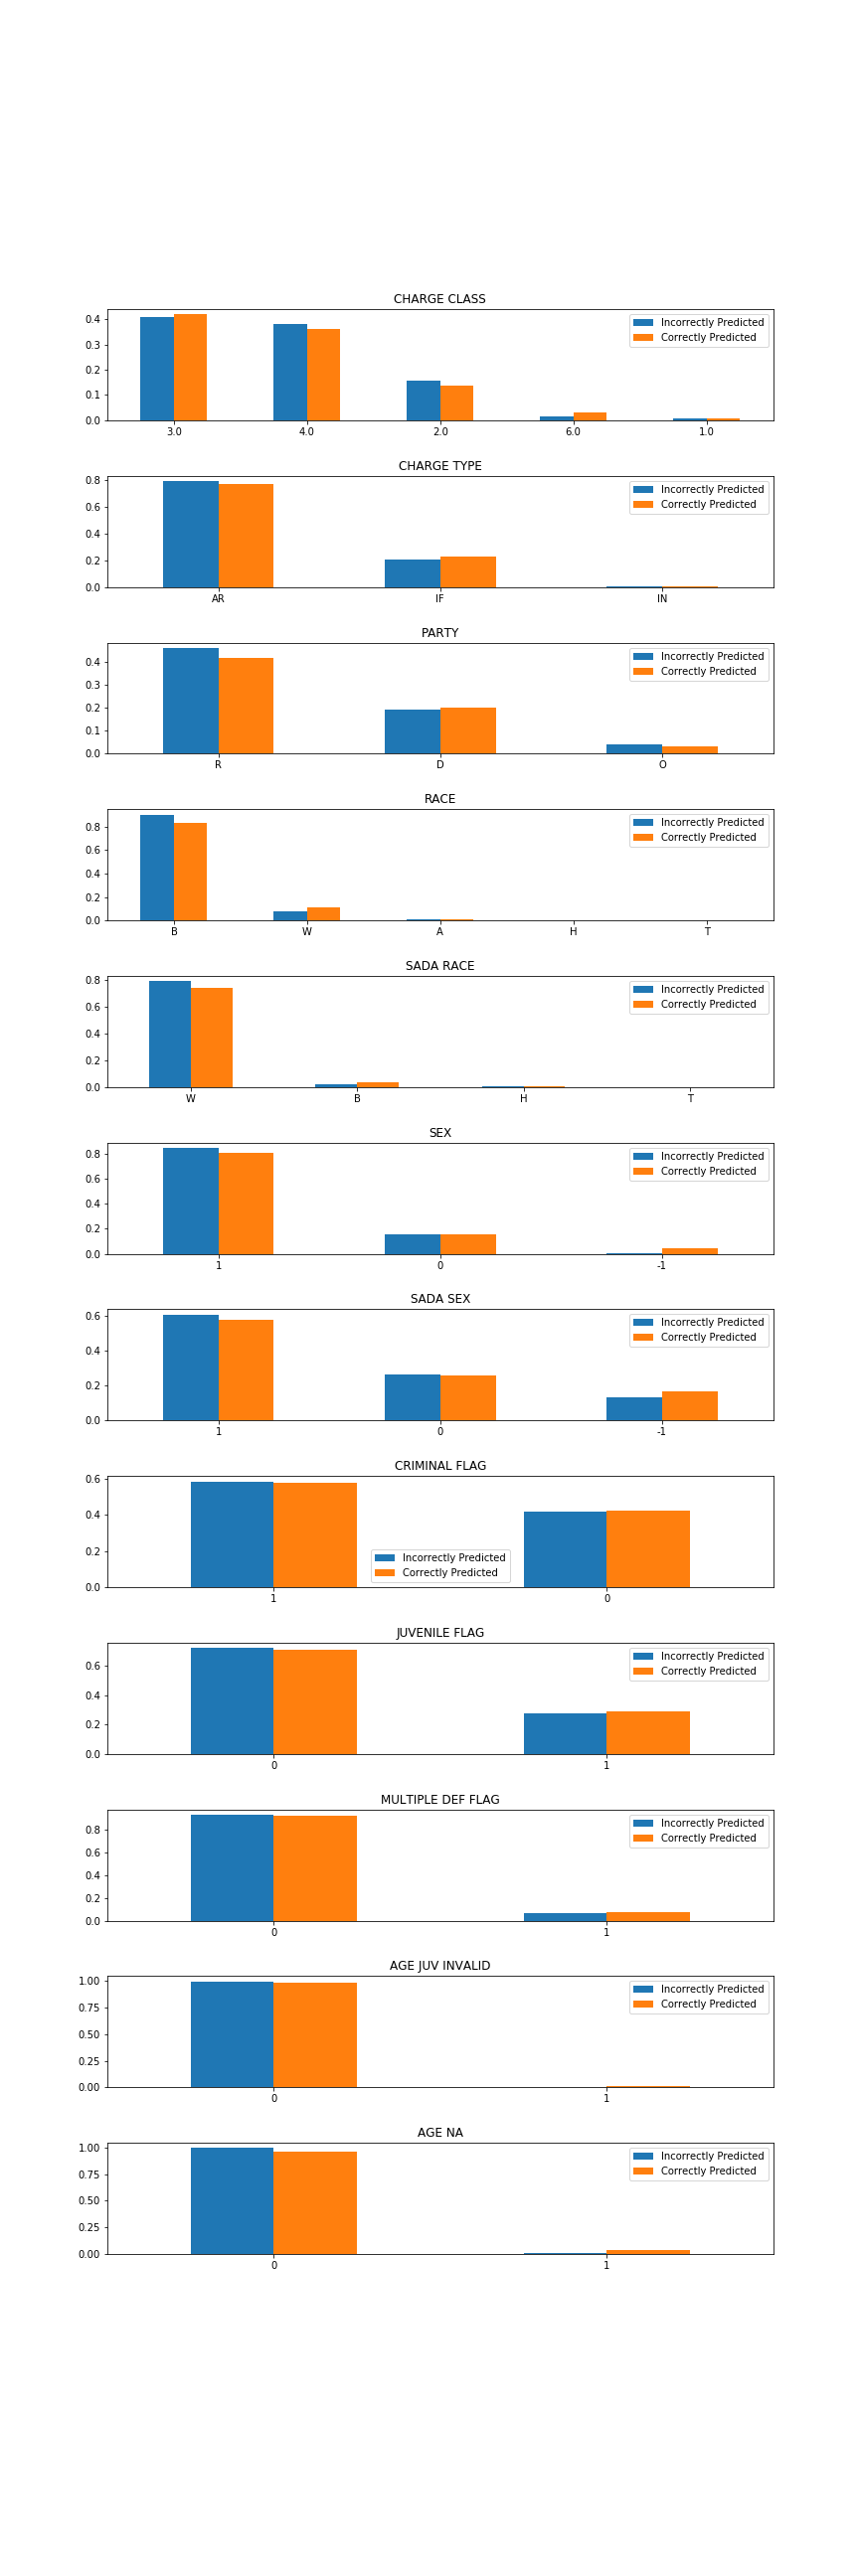 CHARGE CLASS
0.4
0.3
0.2
0.1
0.0
Incorrectly Predicted
Correctly Predicted
3.0 4.0 2.0 6.0 1.0
CHARGE TYPE
0.8
0.6
0.4
0.2
0.0
Incorrectly Predicted
Correctly Predicted
AR IF IN
PARTY
0.4
0.3
0.2
0.1
0.0
Incorrectly Predicted
Correctly Predicted
R D O
RACE
0.8
0.6
0.4
0.2
0.0
Incorrectly Predicted
Correctly Predicted
B W A H T
SADA RACE
0.8
0.6
0.4
0.2
0.0
Incorrectly Predicted
Correctly Predicted
W B H T
SEX
0.8
0.6
0.4
0.2
0.0
Incorrectly Predicted
Correctly Predicted
1 0 -1
SADA SEX
0.6
0.4
0.2
0.0
Incorrectly Predicted
Correctly Predicted
1 0 -1
CRIMINAL FLAG
0.6
0.4
0.2
0.0
Incorrectly Predicted
Correctly Predicted
1 0
JUVENILE FLAG
0.6
0.4
0.2
0.0
Incorrectly Predicted
Correctly Predicted
0 1
MULTIPLE DEF FLAG
0.8
0.6
0.4
0.2
0.0
Incorrectly Predicted
Correctly Predicted
0 1
AGE JUV INVALID
1.00
0.75
0.50
0.25
0.00
Incorrectly Predicted
Correctly Predicted
0 1
AGE NA
1.00
0.75
0.50
0.25
0.00
Incorrectly Predicted
Correctly Predicted
0 1